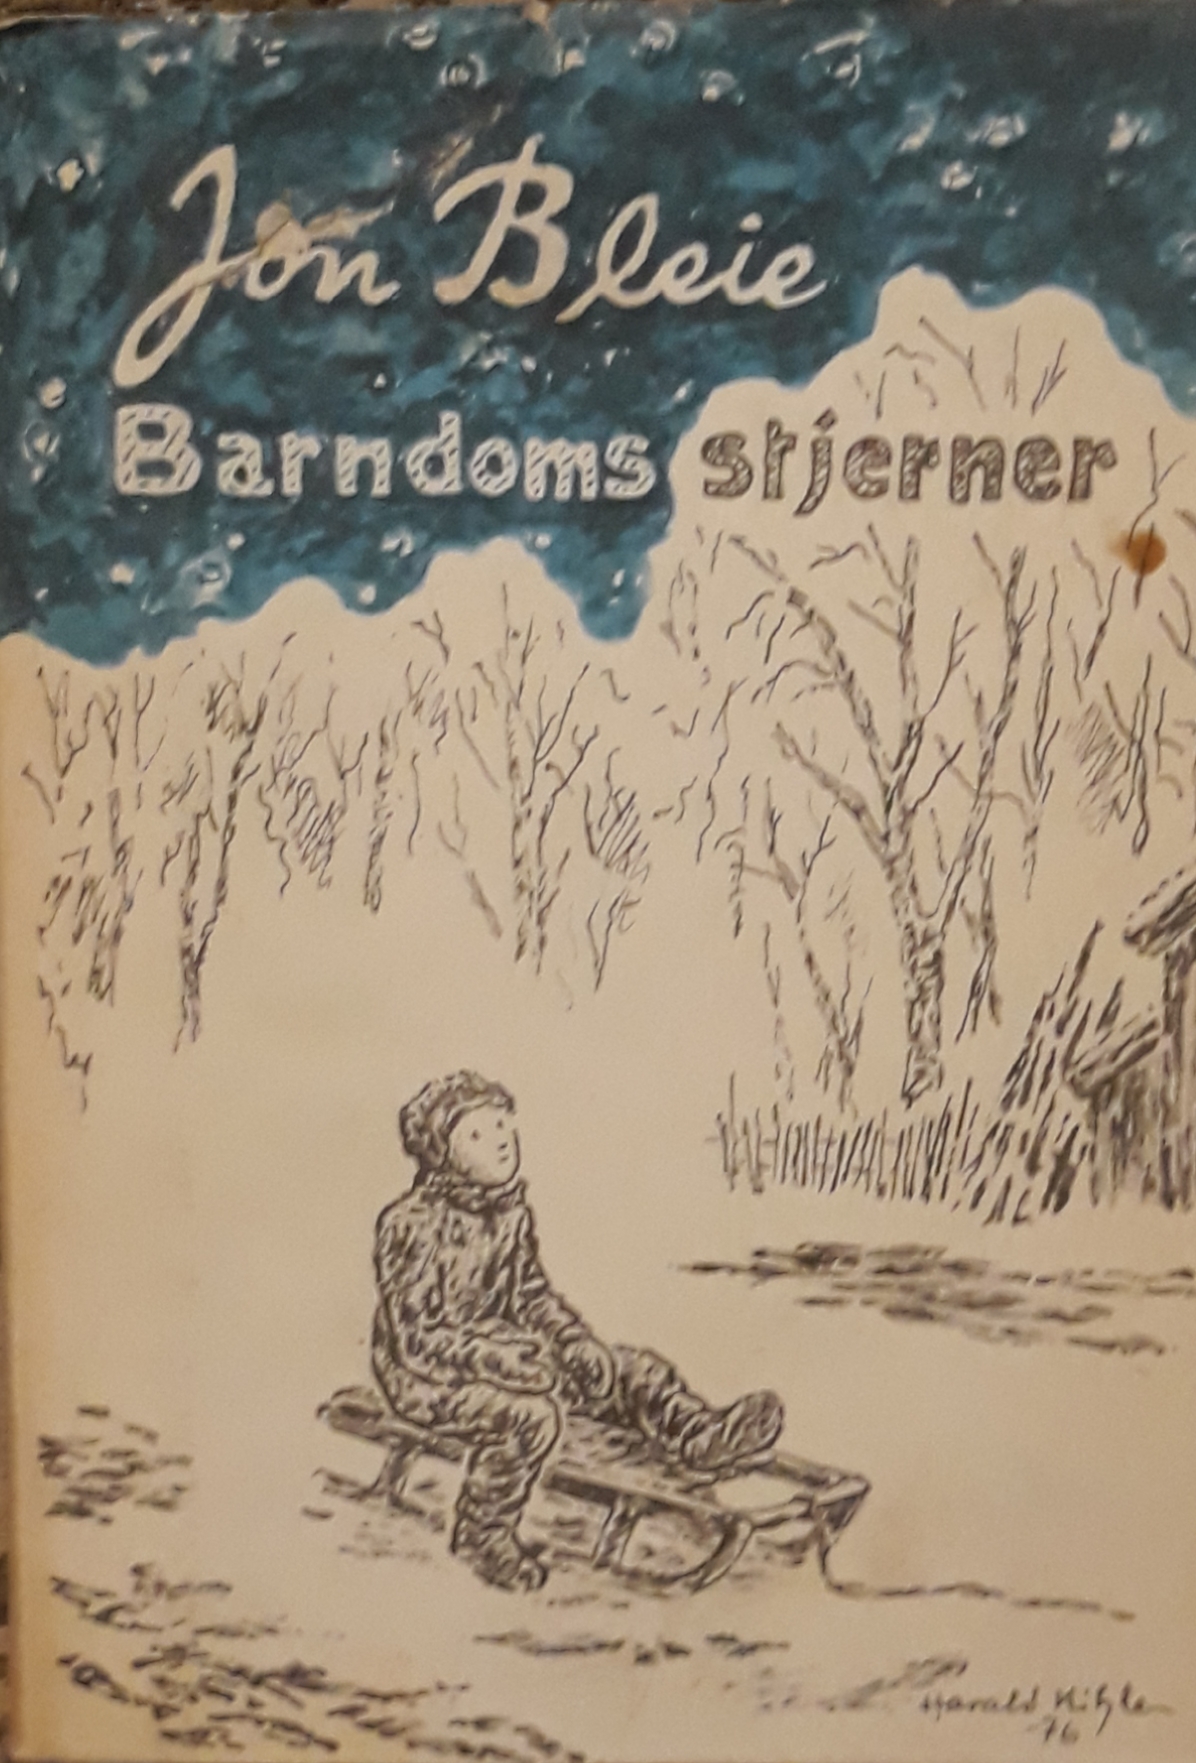 Jon Bleie
Barndoms stjerner
Harald Kihle
76